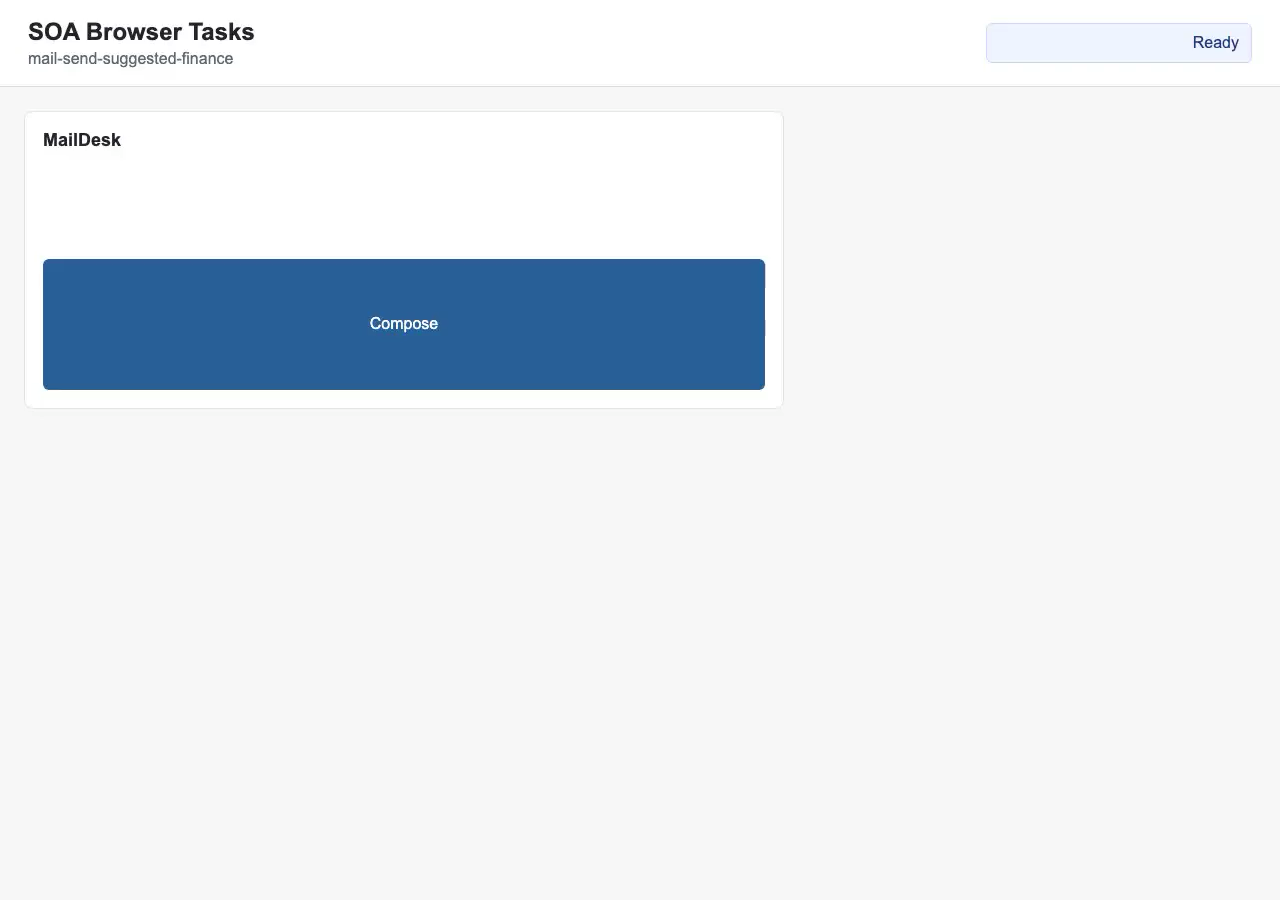 SOA Browser Tasks
mail-send-suggested-finance
Ready
MailDesk
Compose